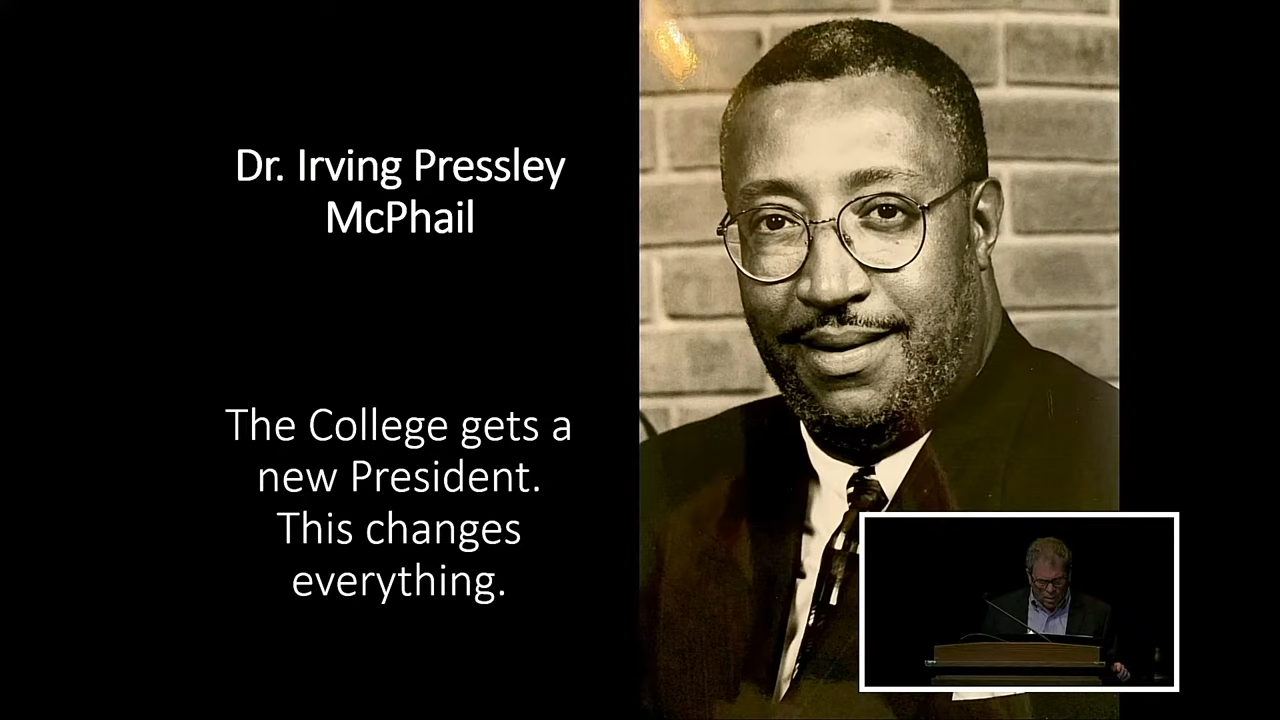 Dr. Irving Pressley
McPhail
The College gets a
new President.
This changes
everything.